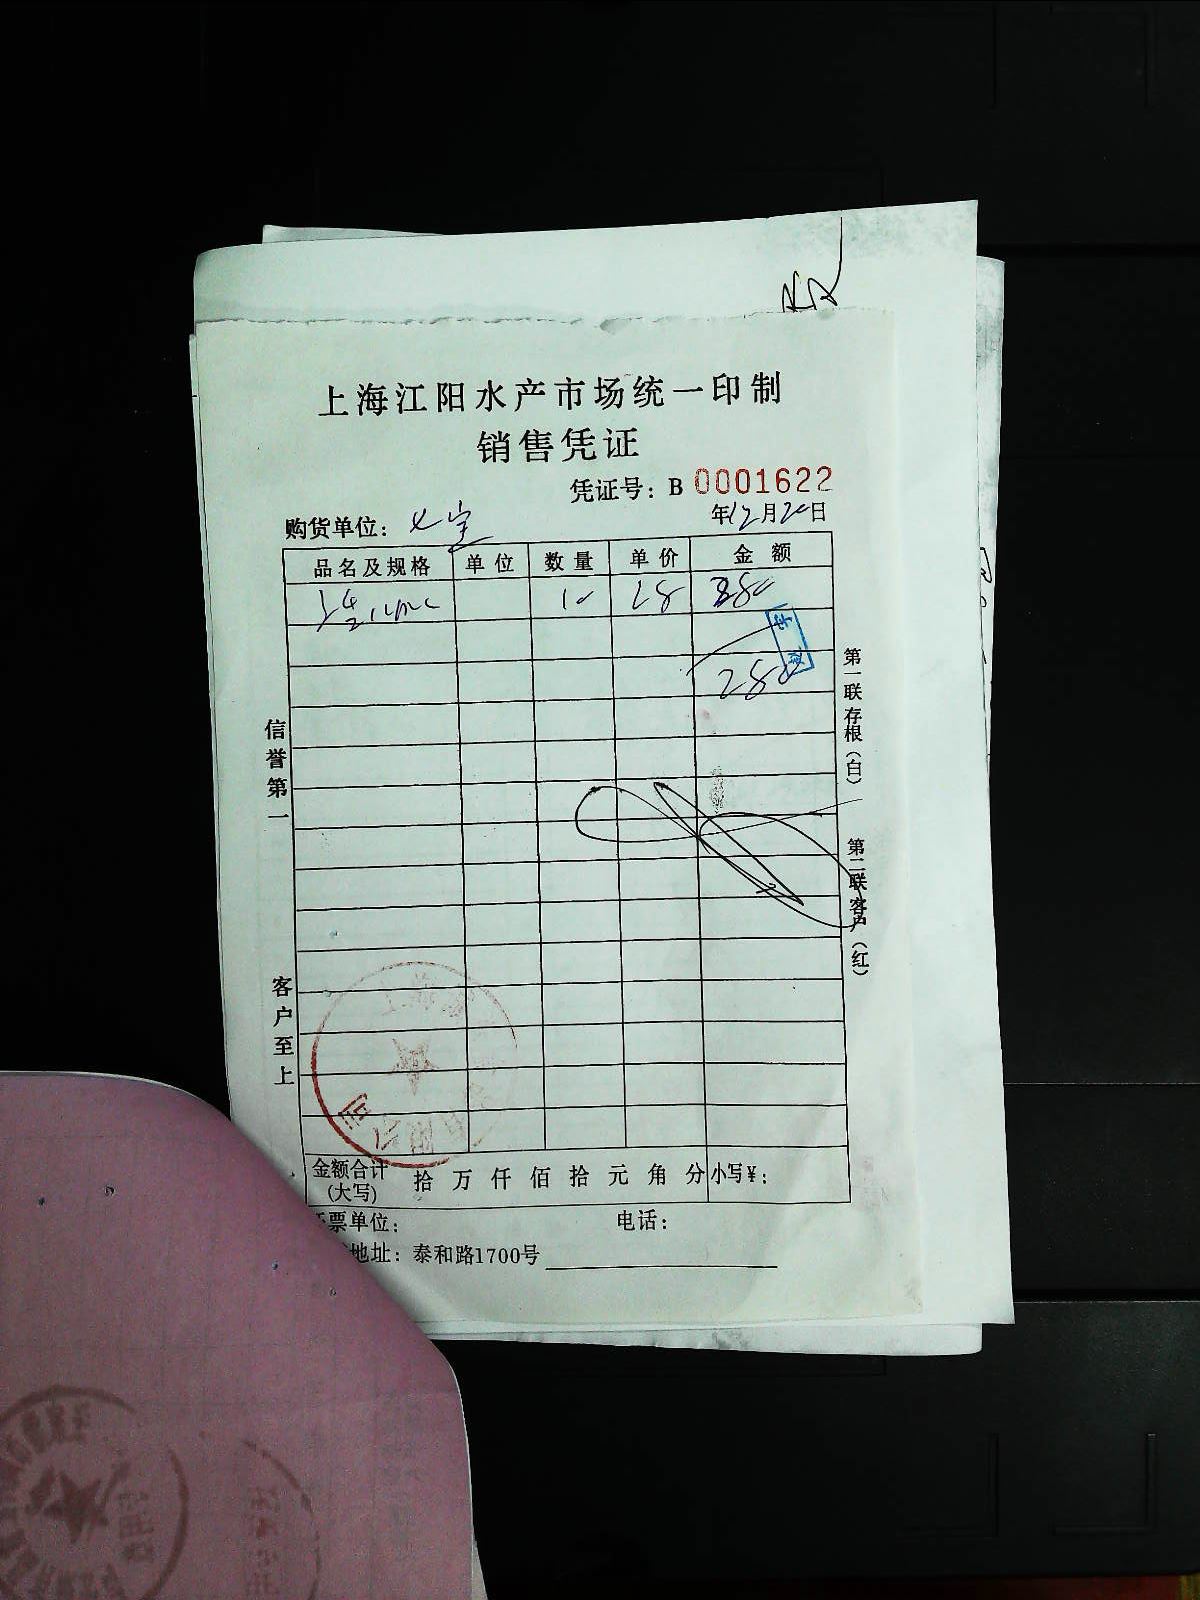 上海江阳水产市场统一印制
销售凭证
凭证号：B 0001622
购货单位：七宝
年12月20日
品名及规格 单位 数量 单价 金额
10 28 280
280
信誉第一
客户至上
第一联存根（白）
第二联客户（红）
金额合计
(大写)
拾 万 仟 佰 拾 元 角 分 小写¥：
票单位：
电话：
地址：泰和路1700号